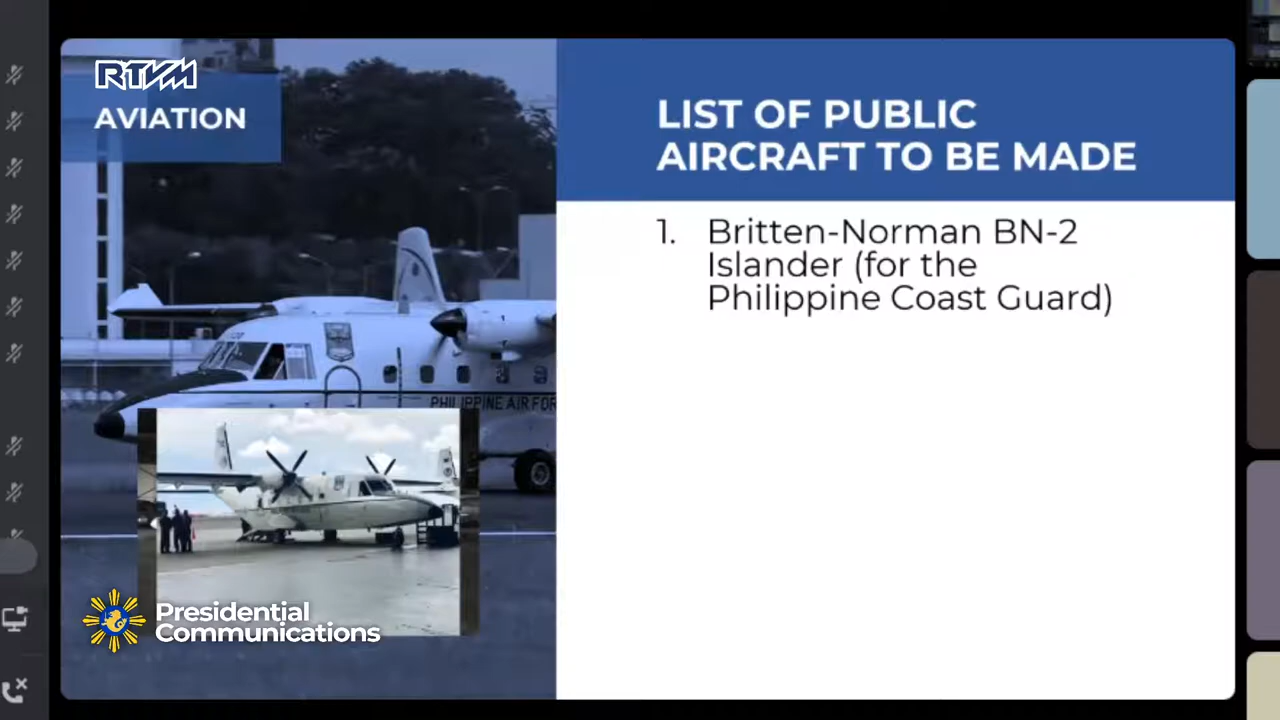 RTVM
AVIATION
LIST OF PUBLIC
AIRCRAFT TO BE MADE
1. Britten-Norman BN-2
Islander (for the
Philippine Coast Guard)
PHILIPPINE AIR FOR
Presidential
Communications